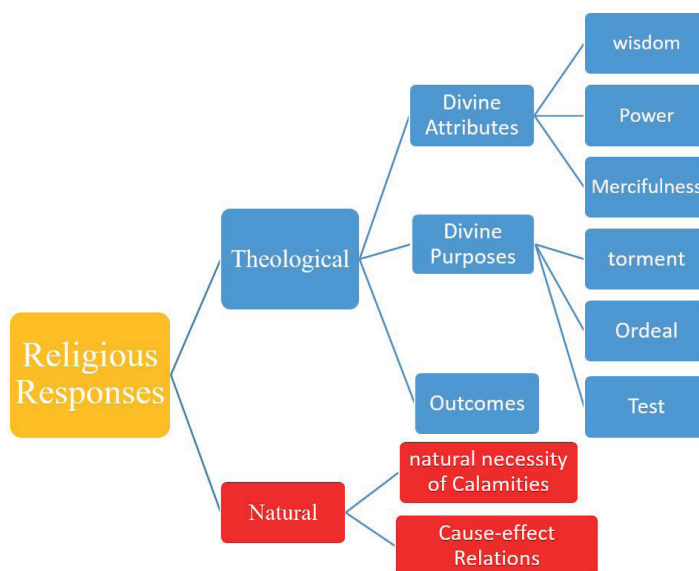 Religious
Responses
Theological
Divine
Attributes
wisdom
Power
Mercifulness
Divine
Purposes
torment
Ordeal
Test
Outcomes
Natural
natural necessity
of Calamities
Cause-effect
Relations